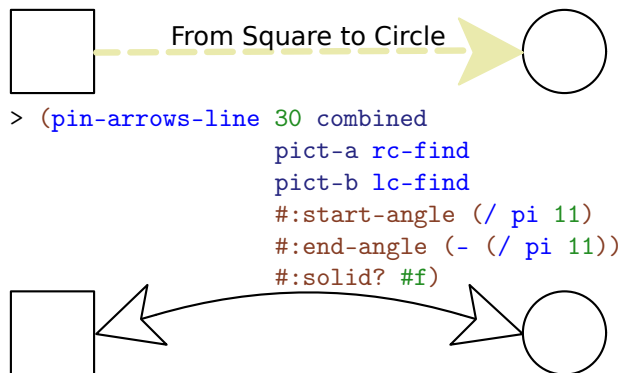 From Square to Circle
> (pin-arrows-line 30 combined
pict-a rc-find
pict-b lc-find
#:start-angle (/ pi 11)
#:end-angle (- (/ pi 11))
#:solid? #f)